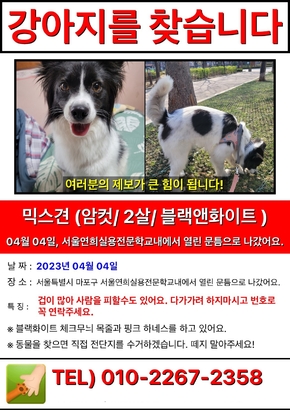 강아지를 찾습니다
여러분의 제보가 큰 힘이 됩니다!
믹스견 (암컷/ 2살/ 블랙앤화이트 )
04월 04일, 서울연희실용전문학교내에서 열린 문틈으로 나갔어요.
날 짜 : 2023년 04월 04일
장 소 : 서울특별시 마포구 서울연희실용전문학교내에서 열린 문틈으로 나갔어요.
특 징 : 겁이 많아 사람을 피할수도 있어요. 다가가려 하지마시고 번호로
꼭 연락주세요.
※ 블랙화이트 체크무늬 목줄과 핑크 하네스를 하고 있어요.
※ 동물을 찾으면 직접 전단지를 수거하겠습니다. 떼지 말아주세요!
TEL) 010-2267-2358